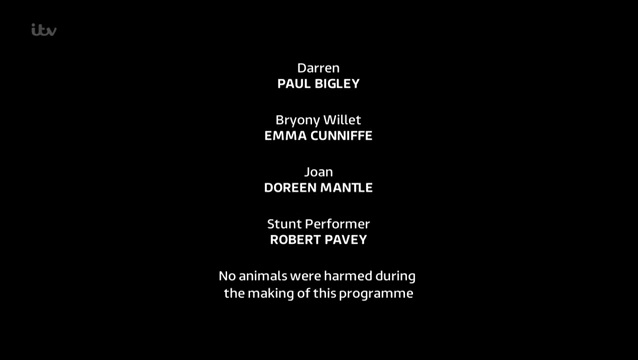 itv
Darren
PAUL BIGLEY
Bryony Willet
EMMA CUNNIFFE
Joan
DOREEN MANTLE
Stunt Performer
ROBERT PAVEY
No animals were harmed during
the making of this programme